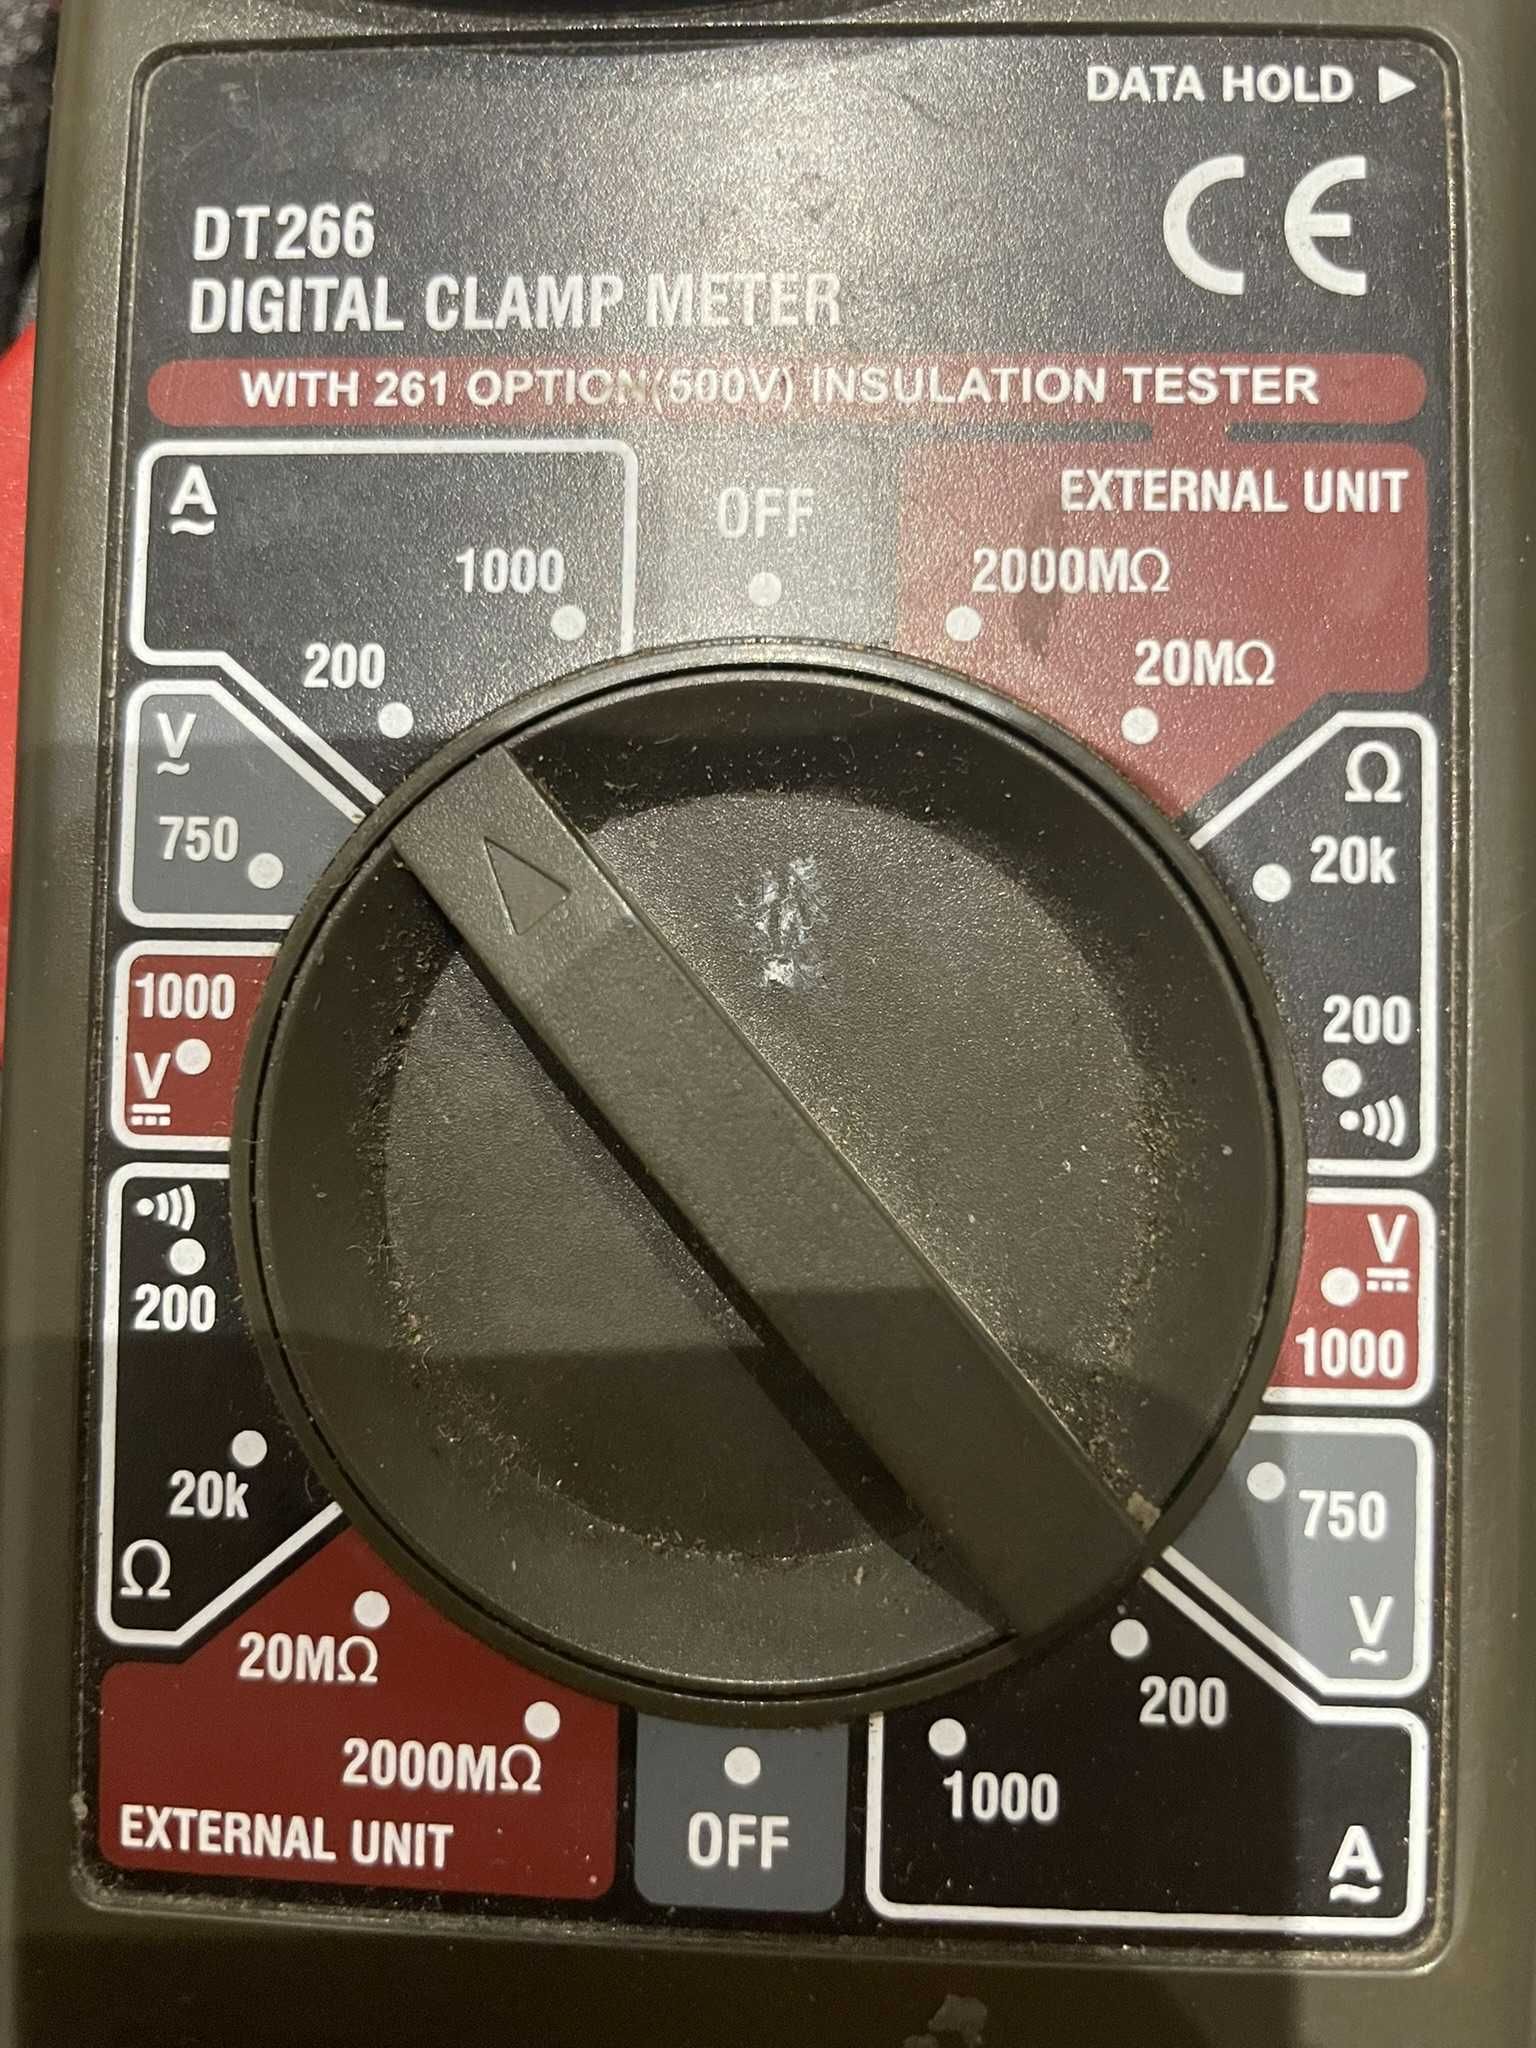 DATA HOLD
CE
DT266
DIGITAL CLAMP METER
WITH 261 OPTION(500V) INSULATION TESTER
A
1000
200
OFF
EXTERNAL UNIT
2000MΩ
20MΩ
V
750
1000
V
Ω
20k
200
200
20k
Ω
V
1000
750
V
20MΩ
2000MΩ
EXTERNAL UNIT
OFF
200
1000
A